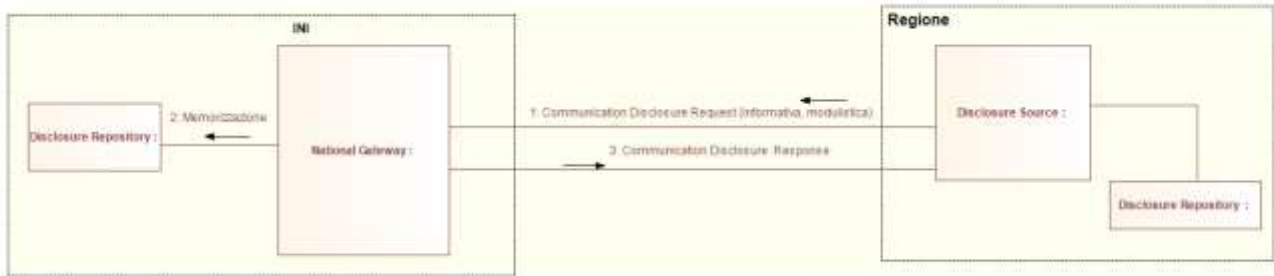 INI
Regione
Disclosure Repository :
2: Memorizzazione
National Gateway :
1: Communication Disclosure Request (informativa, modulistica)
3: Communication Disclosure Response
Disclosure Source :
Disclosure Repository :